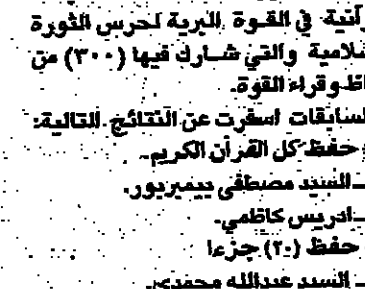 رآنية في القوة البرية لحرس الثورة
سلامية والتي شارك فيها (٣٠٠) من
اظ وقراء القوة.
لسابقات اسفرت عن النتائج التالية:
حفظ كل القرآن الكريم.
ـ السيد مصطفى بيمبريور.
ـ ادريس كاظمي.
حفظ (٢٠) جزءا
ـ السيد عبدالله محمدي.